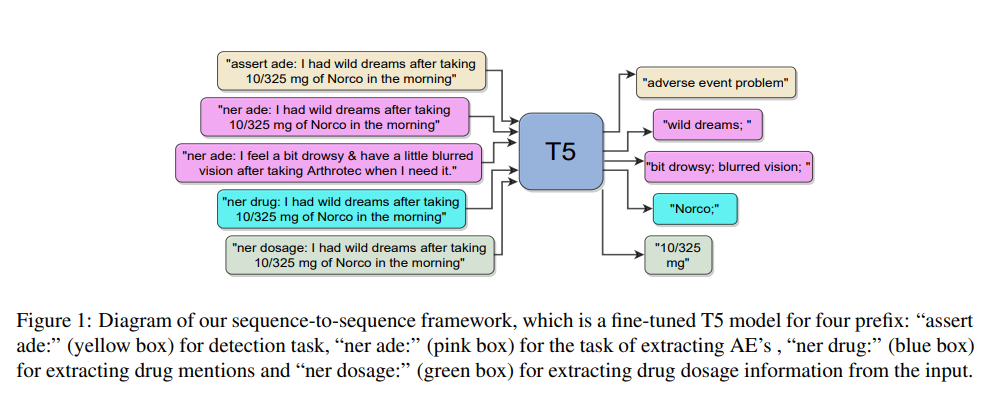 "assert ade: I had wild dreams after taking
10/325 mg of Norco in the morning"
"ner ade: I had wild dreams after taking
10/325 mg of Norco in the morning"
"ner ade: I feel a bit drowsy & have a little blurred
vision after taking Arthrotec when I need it."
"ner drug: I had wild dreams after taking
10/325 mg of Norco in the morning"
"ner dosage: I had wild dreams after taking
10/325 mg of Norco in the morning"
T5
"adverse event problem"
"wild dreams; "
"bit drowsy; blurred vision; "
"Norco;"
"10/325
mg"
Figure 1: Diagram of our sequence-to-sequence framework, which is a fine-tuned T5 model for four prefix: “assert
ade:” (yellow box) for detection task, “ner ade:” (pink box) for the task of extracting AE’s , “ner drug:” (blue box)
for extracting drug mentions and “ner dosage:” (green box) for extracting drug dosage information from the input.